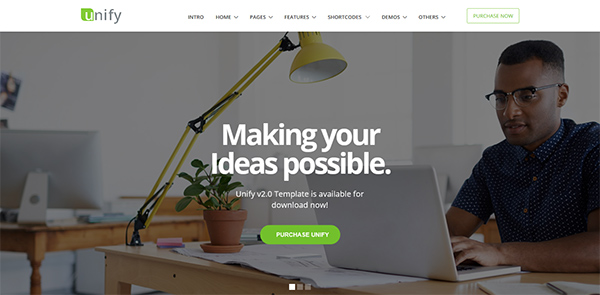 unify
INTRO HOME PAGES FEATURES SHORTCODES DEMOS OTHERS PURCHASE NOW
Making your
Ideas possible.
Unify v2.0 Template is available for
download now!
PURCHASE UNIFY